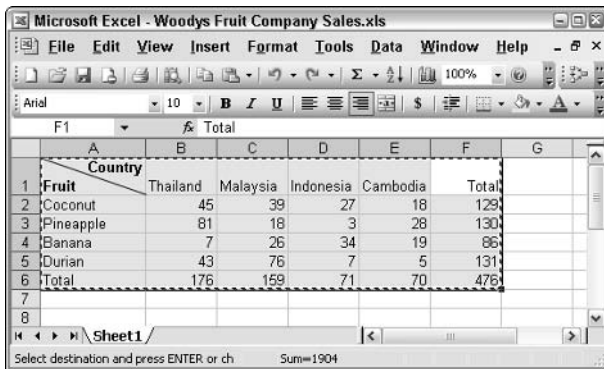 Microsoft Excel - Woodys Fruit Company Sales.xls
File Edit View Insert Format Tools Data Window Help
100%
Arial 10 B I U $ A
F1 fx Total
A B C D E F G
Country
1 Fruit Thailand Malaysia Indonesia Cambodia Total
2 Coconut 45 39 27 18 129
3 Pineapple 81 18 3 28 130
4 Banana 7 26 34 19 86
5 Durian 43 76 7 5 131
6 Total 176 159 71 70 476
7
8
Sheet1
Select destination and press ENTER or ch Sum=1904